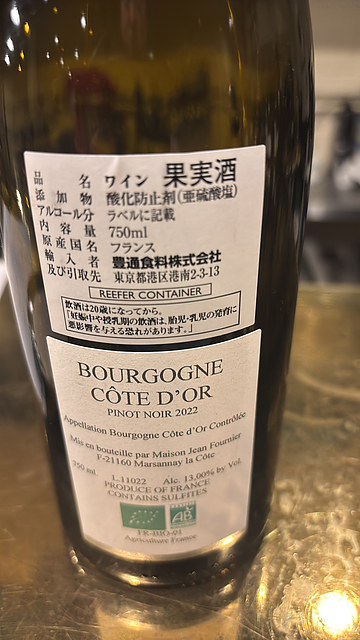 品名 ワイン 果実酒
添加物 酸化防止剤(亜硫酸塩)
アルコール分 ラベルに記載
内容量 750ml
原産国名 フランス
輸入者 豊通食料株式会社
及び引取先 東京都港区港南2-3-13
REEFER CONTAINER
飲酒は20歳になってから。
「妊娠中や授乳期の飲酒は、胎児・乳児の発育に
悪影響を与える恐れがあります。」
BOURGOGNE
CÔTE D'OR
PINOT NOIR 2022
Appellation Bourgogne Côte d'Or Contrôlée
Mis en bouteille par Maison Jean Fournier
F-21160 Marsannay la Côte
750 ml L.11022 Alc. 13,00% by Vol.
PRODUCE OF FRANCE
CONTAINS SULFITES
AB
FR-BIO-01
Agriculture France